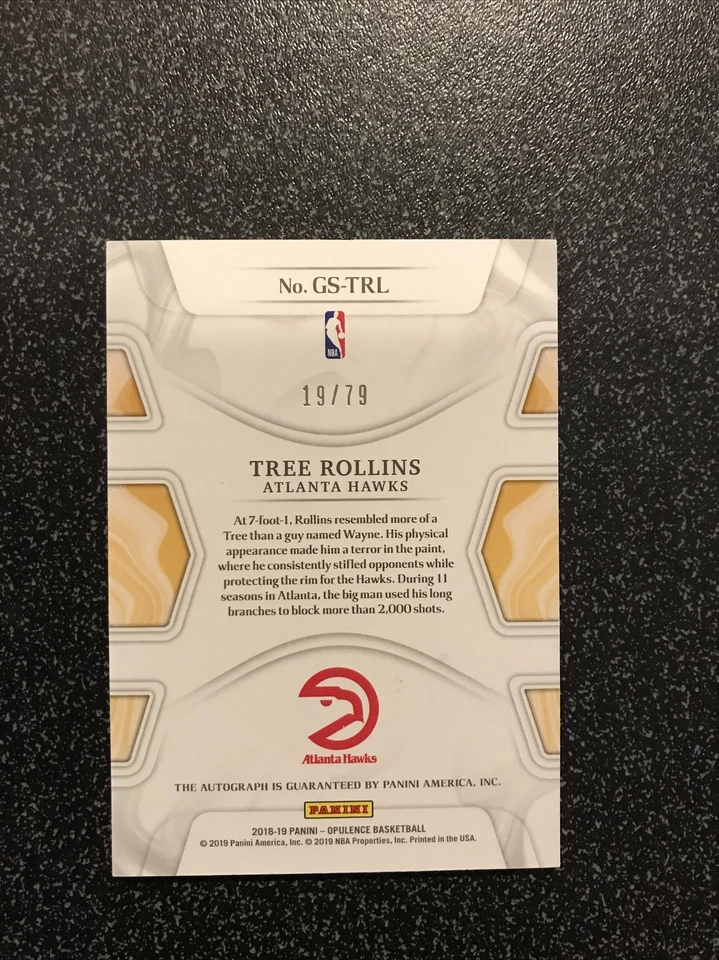 No. GS-TRL
NBA
19/79
TREE ROLLINS
ATLANTA HAWKS
At 7-foot-1, Rollins resembled more of a
Tree than a guy named Wayne. His physical
appearance made him a terror in the paint,
where he consistently stifled opponents while
protecting the rim for the Hawks. During 11
seasons in Atlanta, the big man used his long
branches to block more than 2,000 shots.
Atlanta Hawks
THE AUTOGRAPH IS GUARANTEED BY PANINI AMERICA, INC.
PANINI
2018-19 PANINI – OPULENCE BASKETBALL
© 2019 Panini America, Inc. © 2019 NBA Properties, Inc. Printed in the USA.